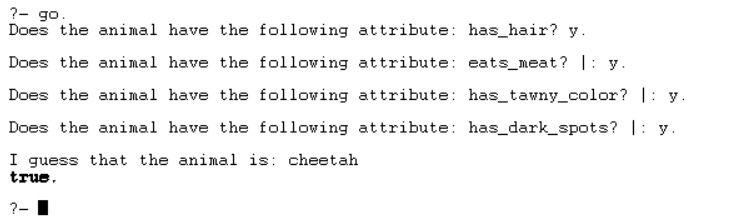 ?- go.
Does the animal have the following attribute: has_hair? y.
Does the animal have the following attribute: eats_meat? |: y.
Does the animal have the following attribute: has_tawny_color? |: y.
Does the animal have the following attribute: has_dark_spots? |: y.
I guess that the animal is: cheetah
true.
?-